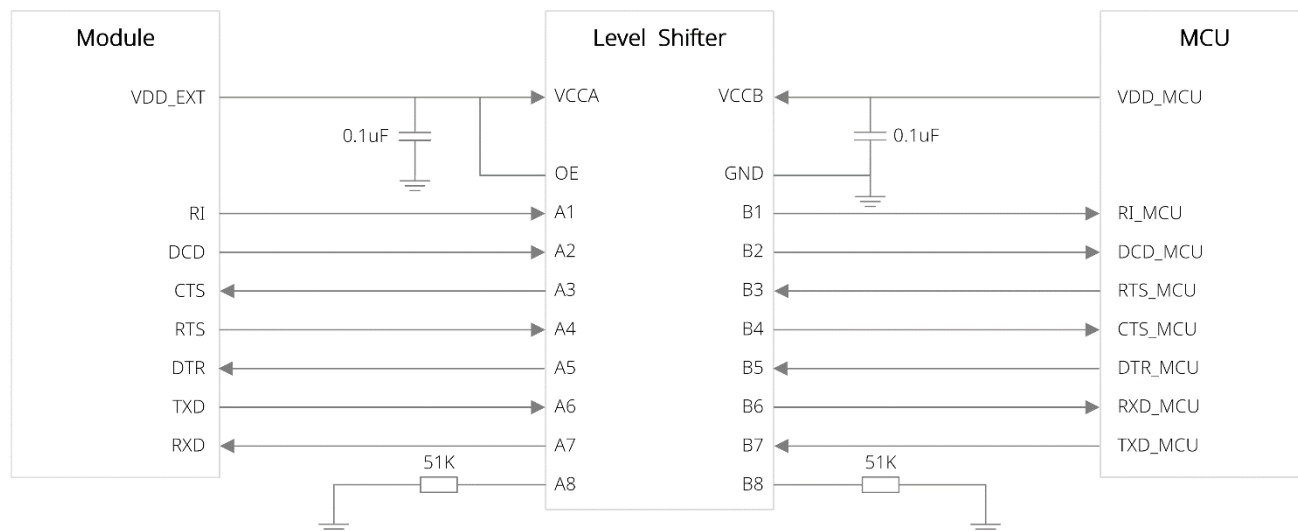 Module Level Shifter MCU
VDD_EXT VCCA VCCB VDD_MCU
0.1uF 0.1uF
OE GND
RI A1 B1 RI_MCU
DCD A2 B2 DCD_MCU
CTS A3 B3 RTS_MCU
RTS A4 B4 CTS_MCU
DTR A5 B5 DTR_MCU
TXD A6 B6 RXD_MCU
RXD A7 B7 TXD_MCU
51K 51K
A8 B8